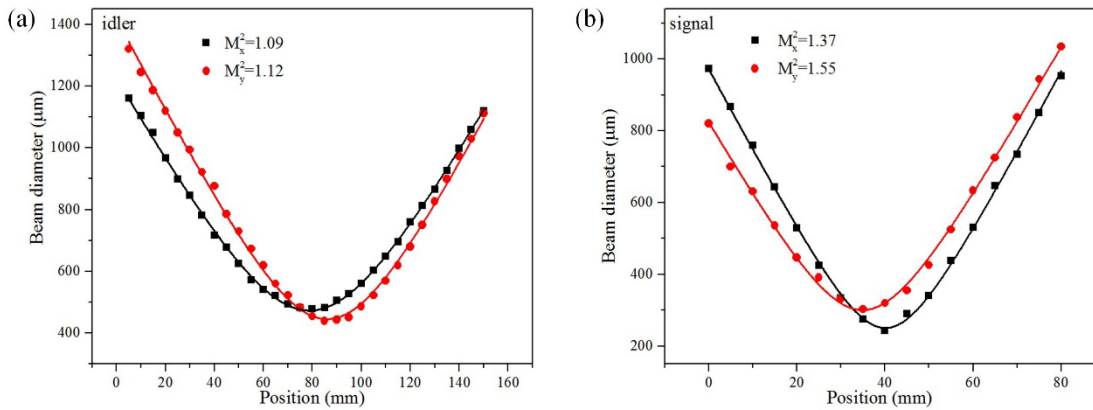 (a)
idler
M²x=1.09
M²y=1.12
Beam diameter (μm)
1400
1200
1000
800
600
400
0 20 40 60 80 100 120 140 160
Position (mm)
(b)
signal
M²x=1.37
M²y=1.55
Beam diameter (μm)
1000
800
600
400
200
0 20 40 60 80
Position (mm)